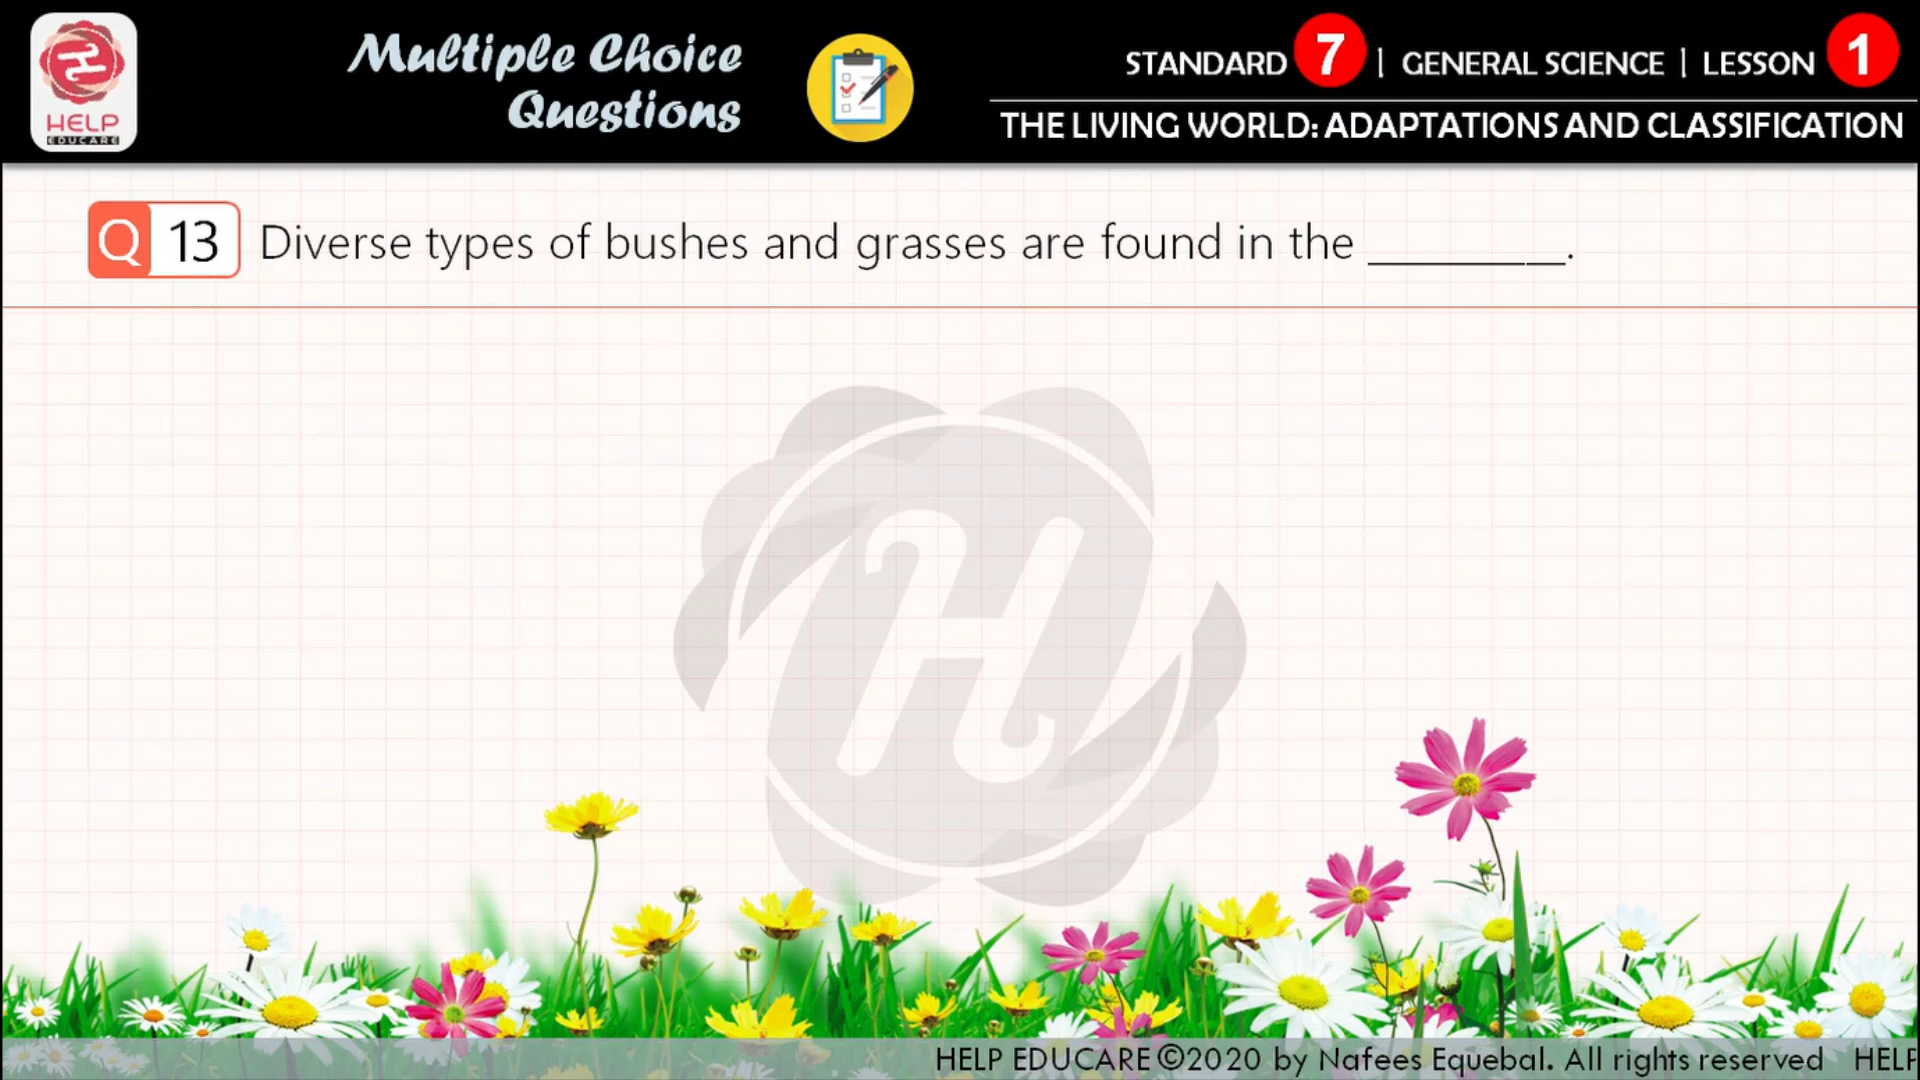 HELP
EDUCARE
Multiple Choice
Questions
STANDARD 7 | GENERAL SCIENCE | LESSON 1
THE LIVING WORLD: ADAPTATIONS AND CLASSIFICATION
Q 13 Diverse types of bushes and grasses are found in the __________.
H
HELP EDUCARE ©2020 by Nafees Equebal. All rights reserved HELP